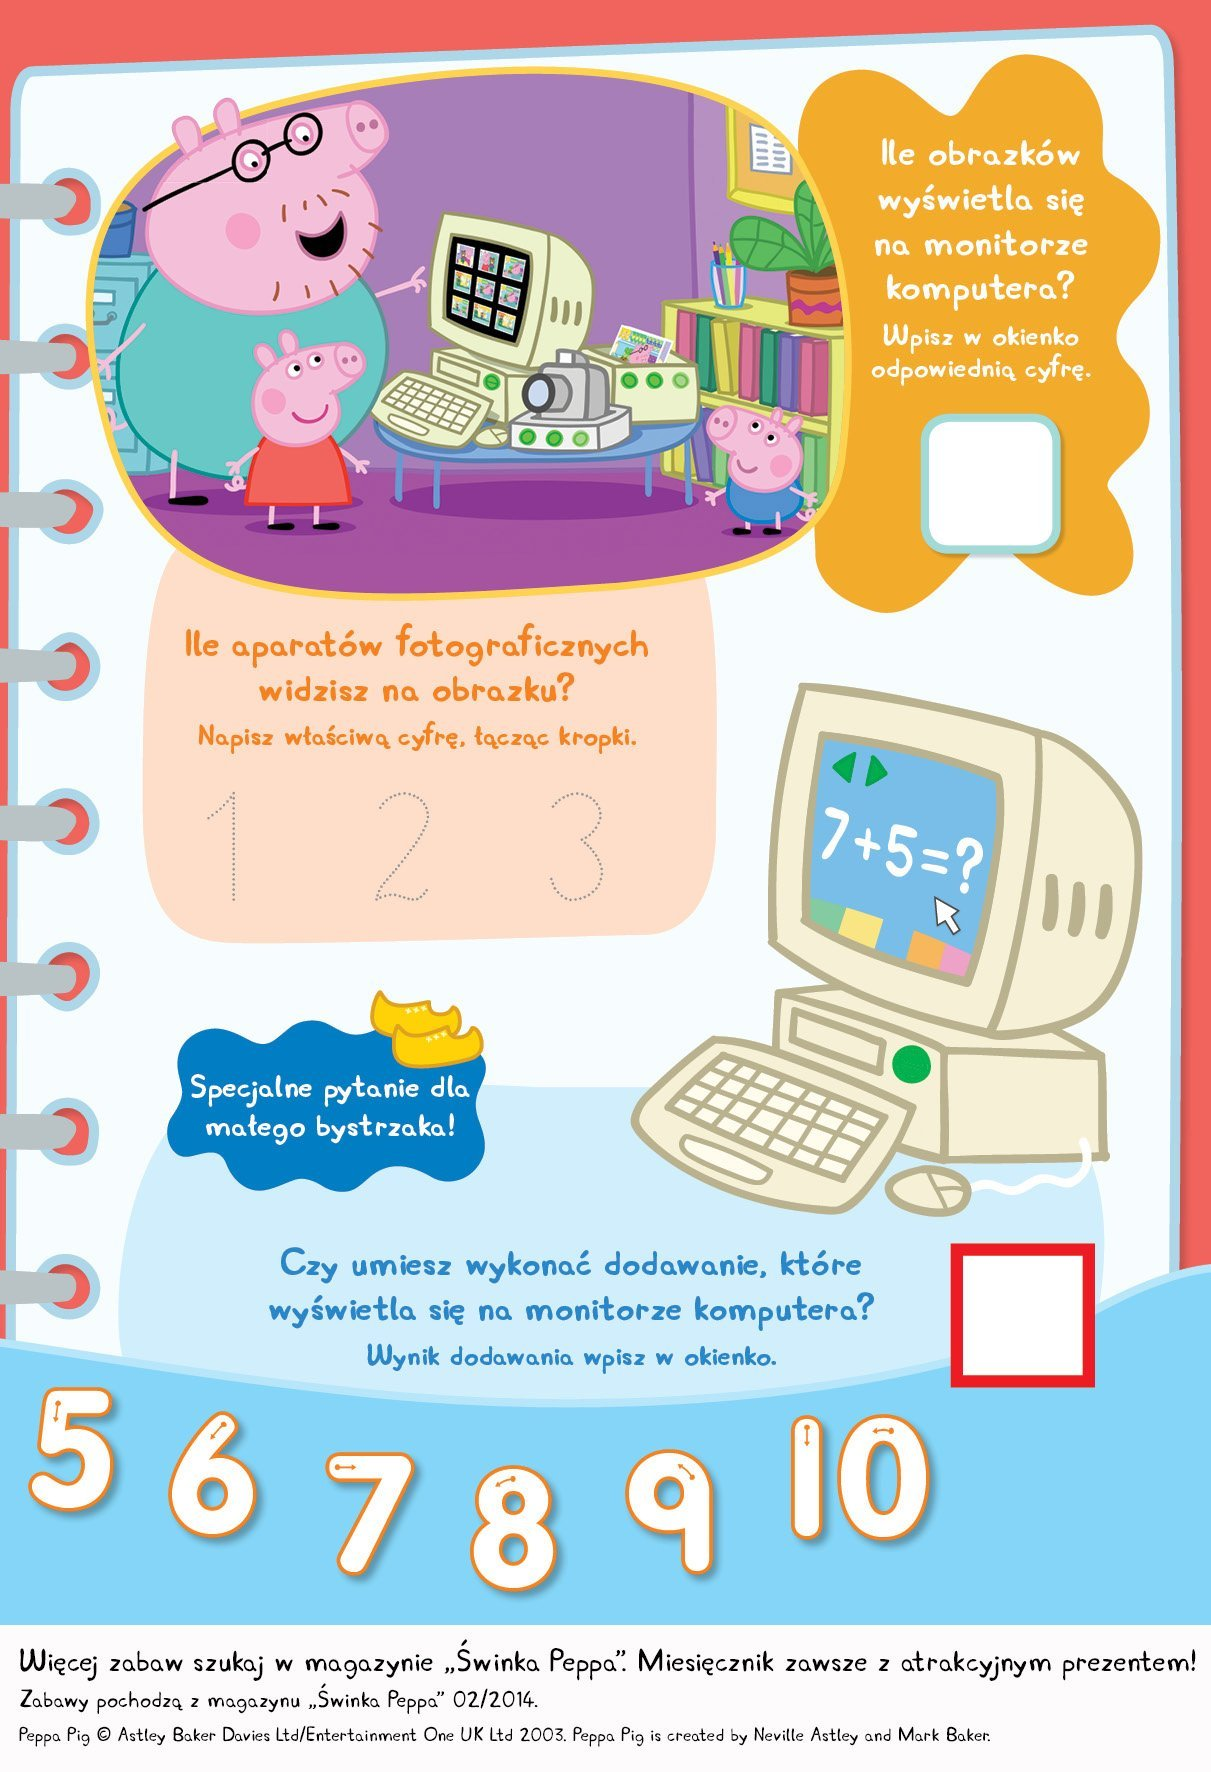 Ile obrazków
wyświetla się
na monitorze
komputera?
Wpisz w okienko
odpowiednią cyfrę.
Ile aparatów fotograficznych
widzisz na obrazku?
Napisz właściwą cyfrę, łącząc kropki.
1 2 3
7+5=?
Specjalne pytanie dla
małego bystrzaka!
Czy umiesz wykonać dodawanie, które
wyświetla się na monitorze komputera?
Wynik dodawania wpisz w okienko.
5 6 7 8 9 10
Więcej zabaw szukaj w magazynie „Świnka Peppa”. Miesięcznik zawsze z atrakcyjnym prezentem!
Zabawy pochodzą z magazynu „Świnka Peppa” 02/2014.
Peppa Pig © Astley Baker Davies Ltd/Entertainment One UK Ltd 2003. Peppa Pig is created by Neville Astley and Mark Baker.